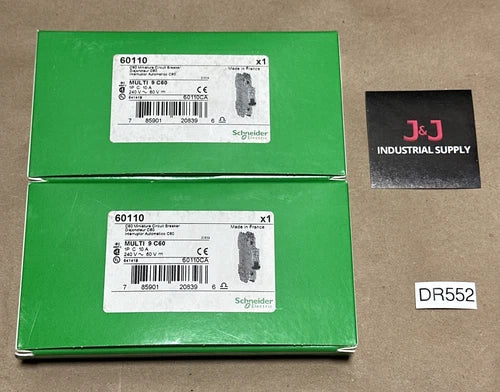 60110
x1
C60 Miniature Circuit Breaker
Disjoncteur C60
Interruptor Automatico C60
Made in France
MULTI 9 C60
1P C 10 A
240 V ~ 60 V
60110CA
7 85901 20839 6
Schneider
Electric
60110
x1
C60 Miniature Circuit Breaker
Disjoncteur C60
Interruptor Automatico C60
Made in France
MULTI 9 C60
1P C 10 A
240 V ~ 60 V
60110CA
7 85901 20839 6
Schneider
Electric
J&J
INDUSTRIAL SUPPLY
DR552